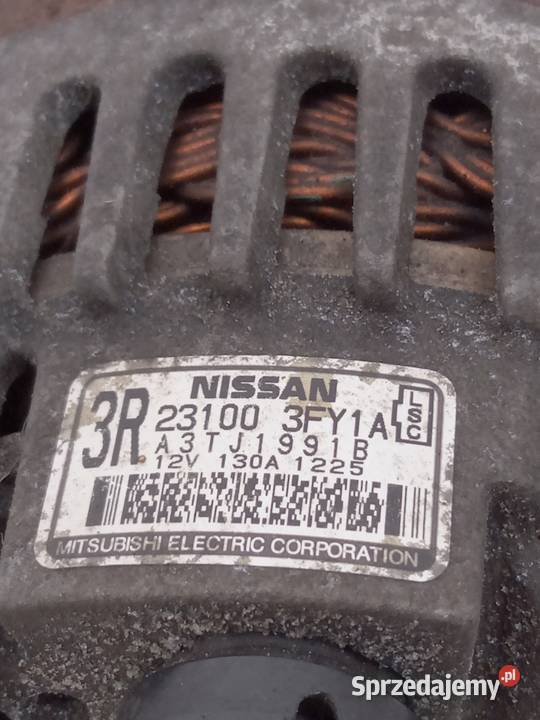 NISSAN
3R 23100 3FY1A LSC
A3TJ1991B
12V 130A 1225
MITSUBISHI ELECTRIC CORPORATION
Sprzedajemy.pl